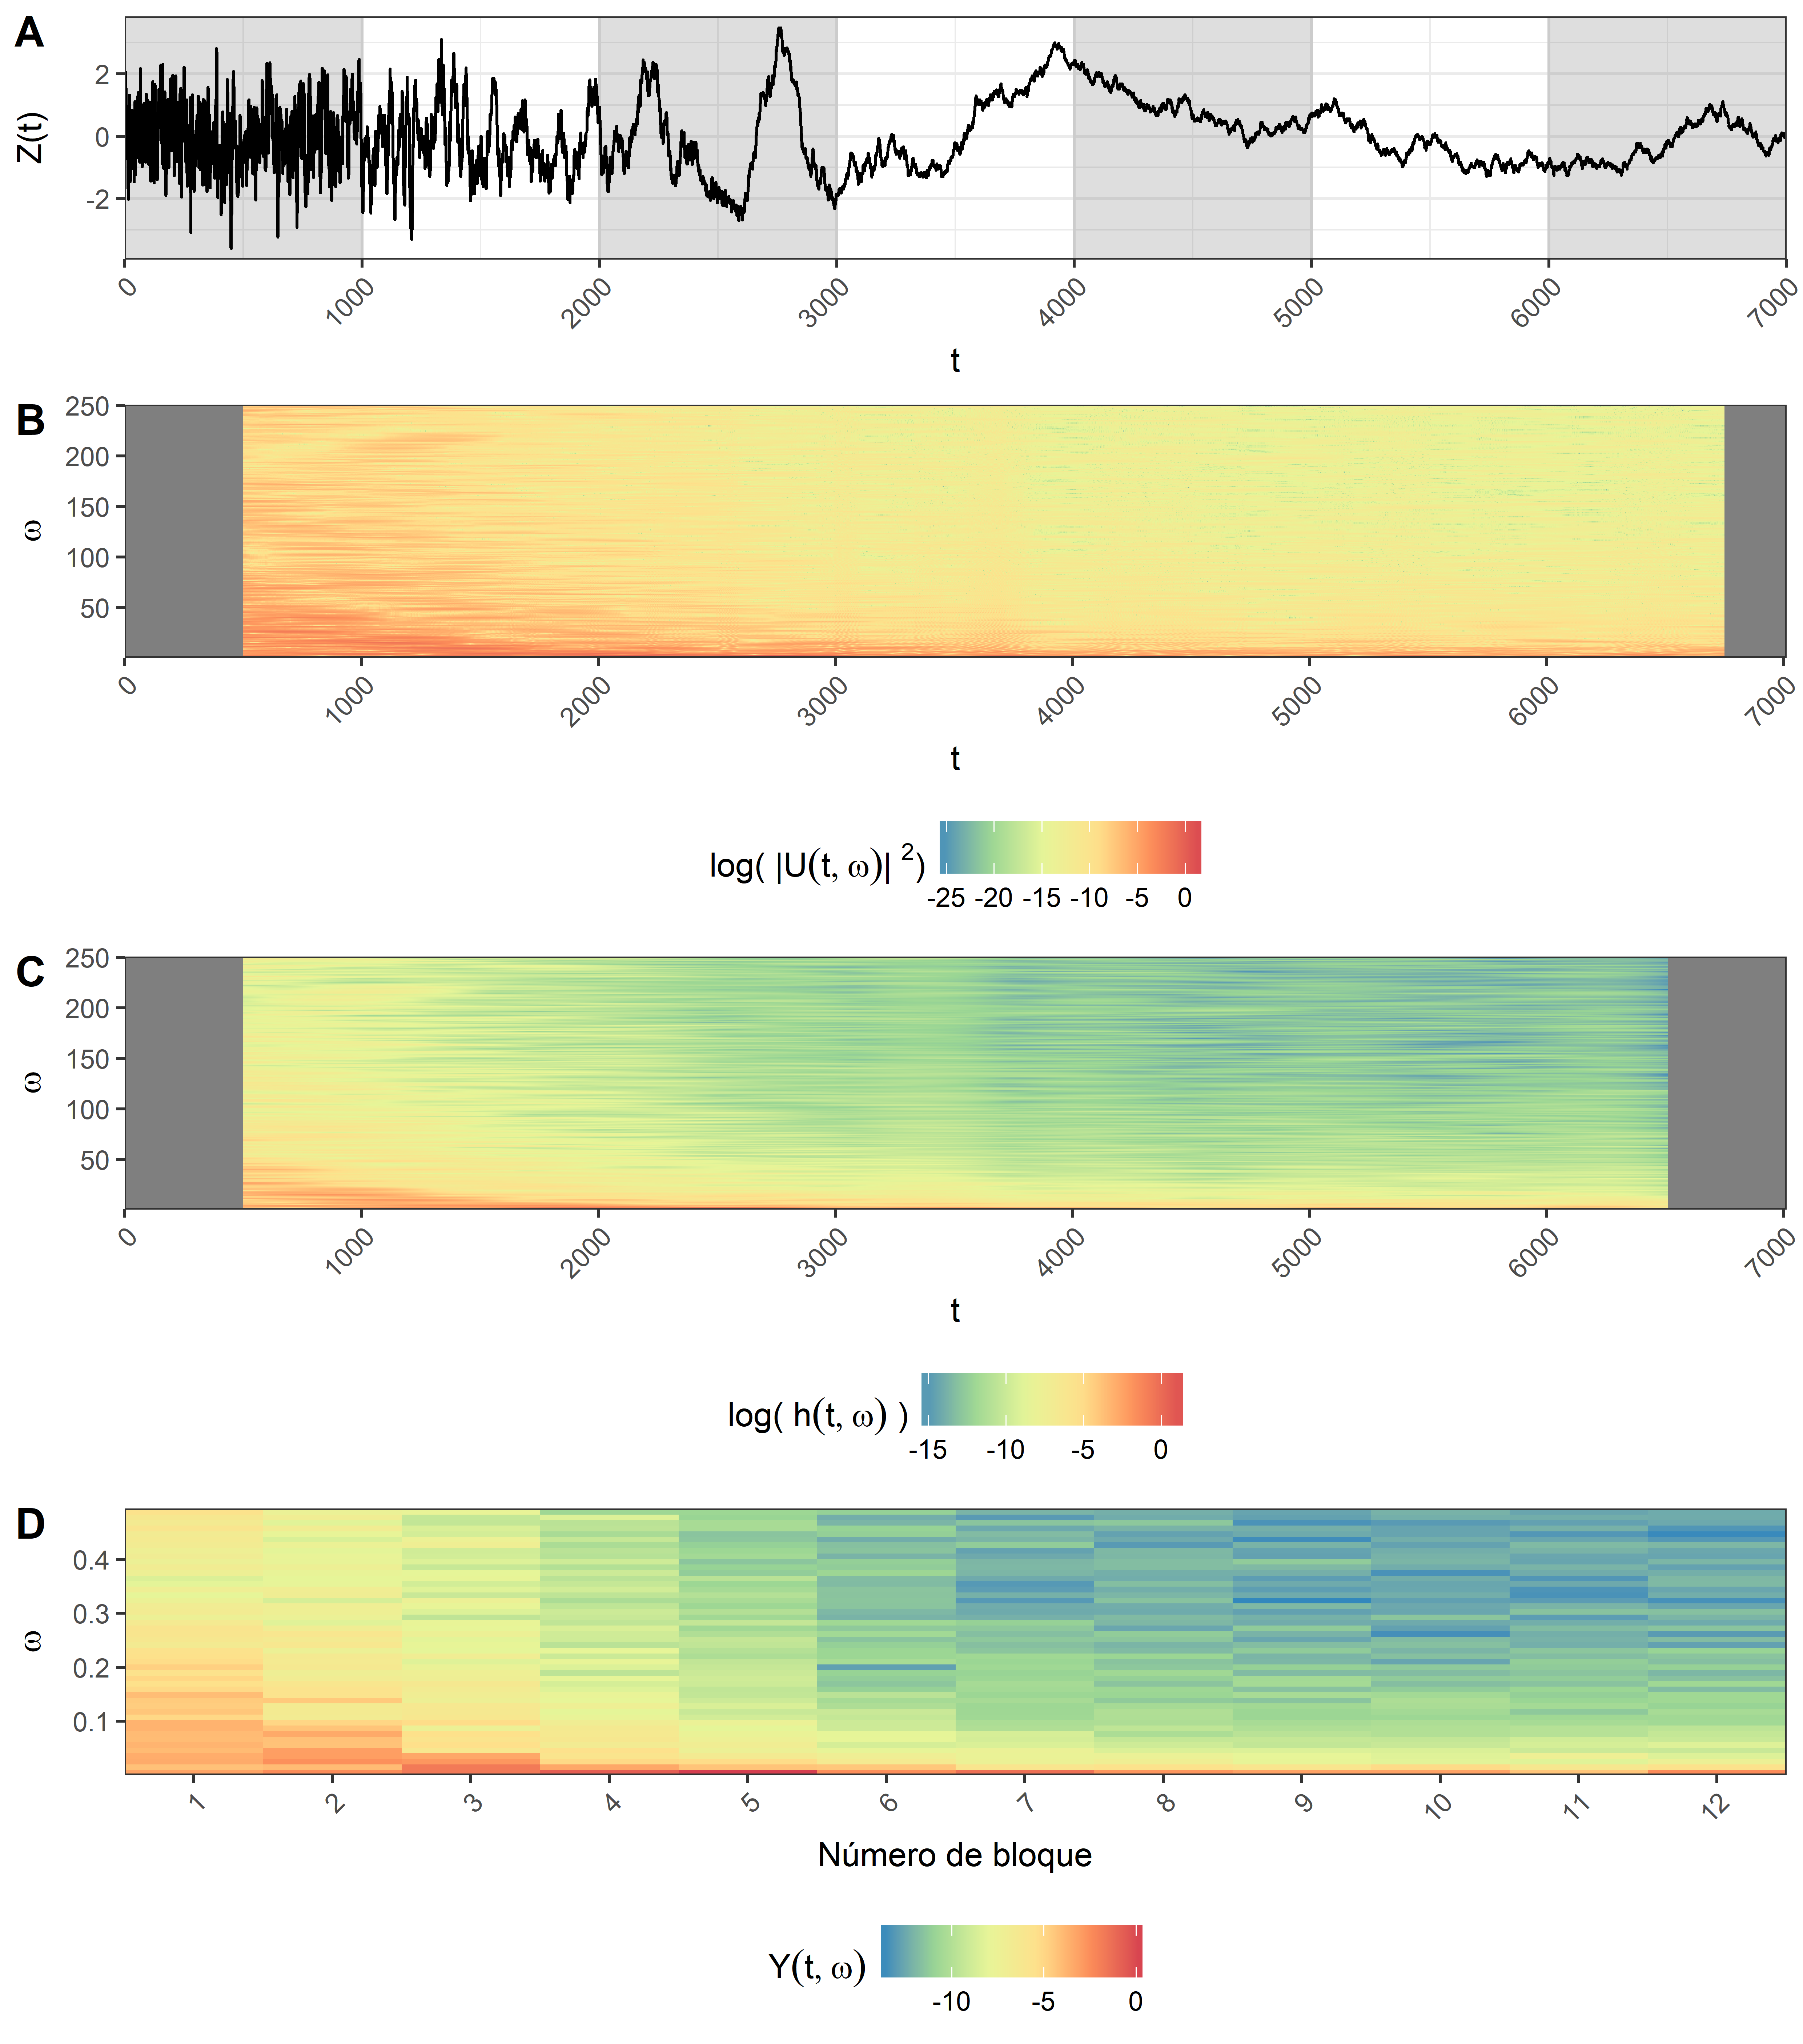 A
Z(t)
2
0
-2
0 1000 2000 3000 4000 5000 6000 7000
t
B
ω
250
200
150
100
50
0 1000 2000 3000 4000 5000 6000 7000
t
log( |U(t, ω)| ²)
-25 -20 -15 -10 -5 0
C
ω
250
200
150
100
50
0 1000 2000 3000 4000 5000 6000 7000
t
log( h(t, ω) )
-15 -10 -5 0
D
ω
0.4
0.3
0.2
0.1
1 2 3 4 5 6 7 8 9 10 11 12
Número de bloque
Y(t, ω)
-10 -5 0